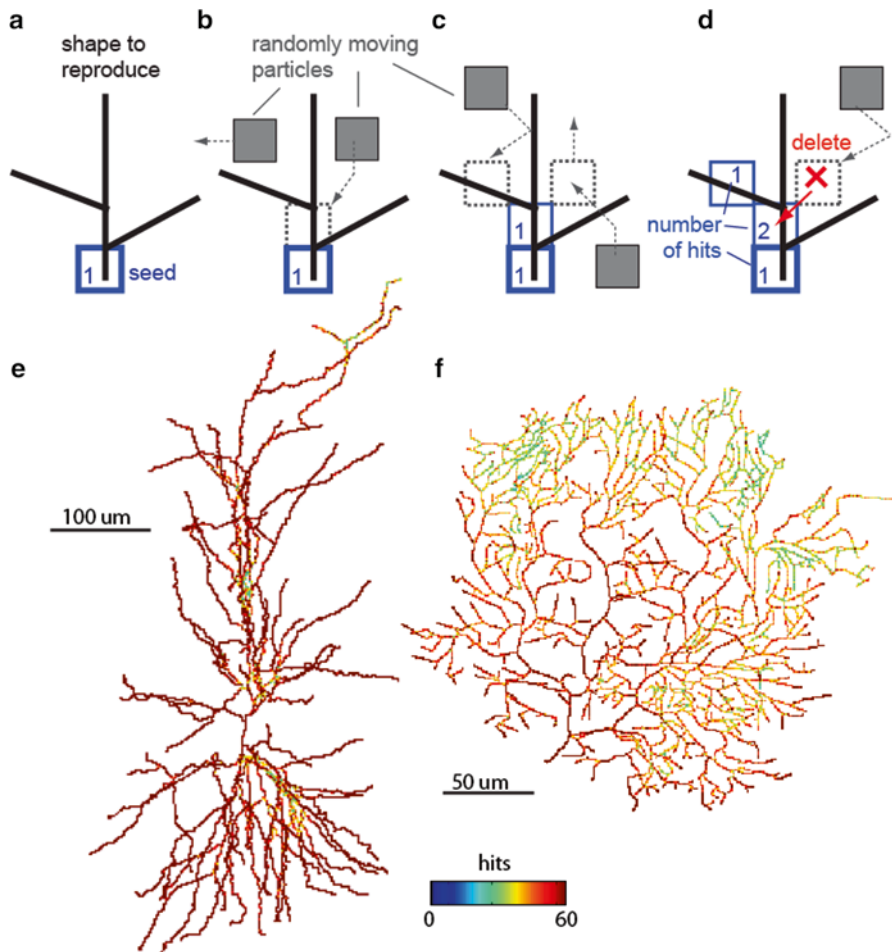 a
b
c
d
shape to
reproduce
randomly moving
particles
delete
1
seed
1
1
1
1
2
1
number
of hits
e
f
100 um
50 um
hits
0
60